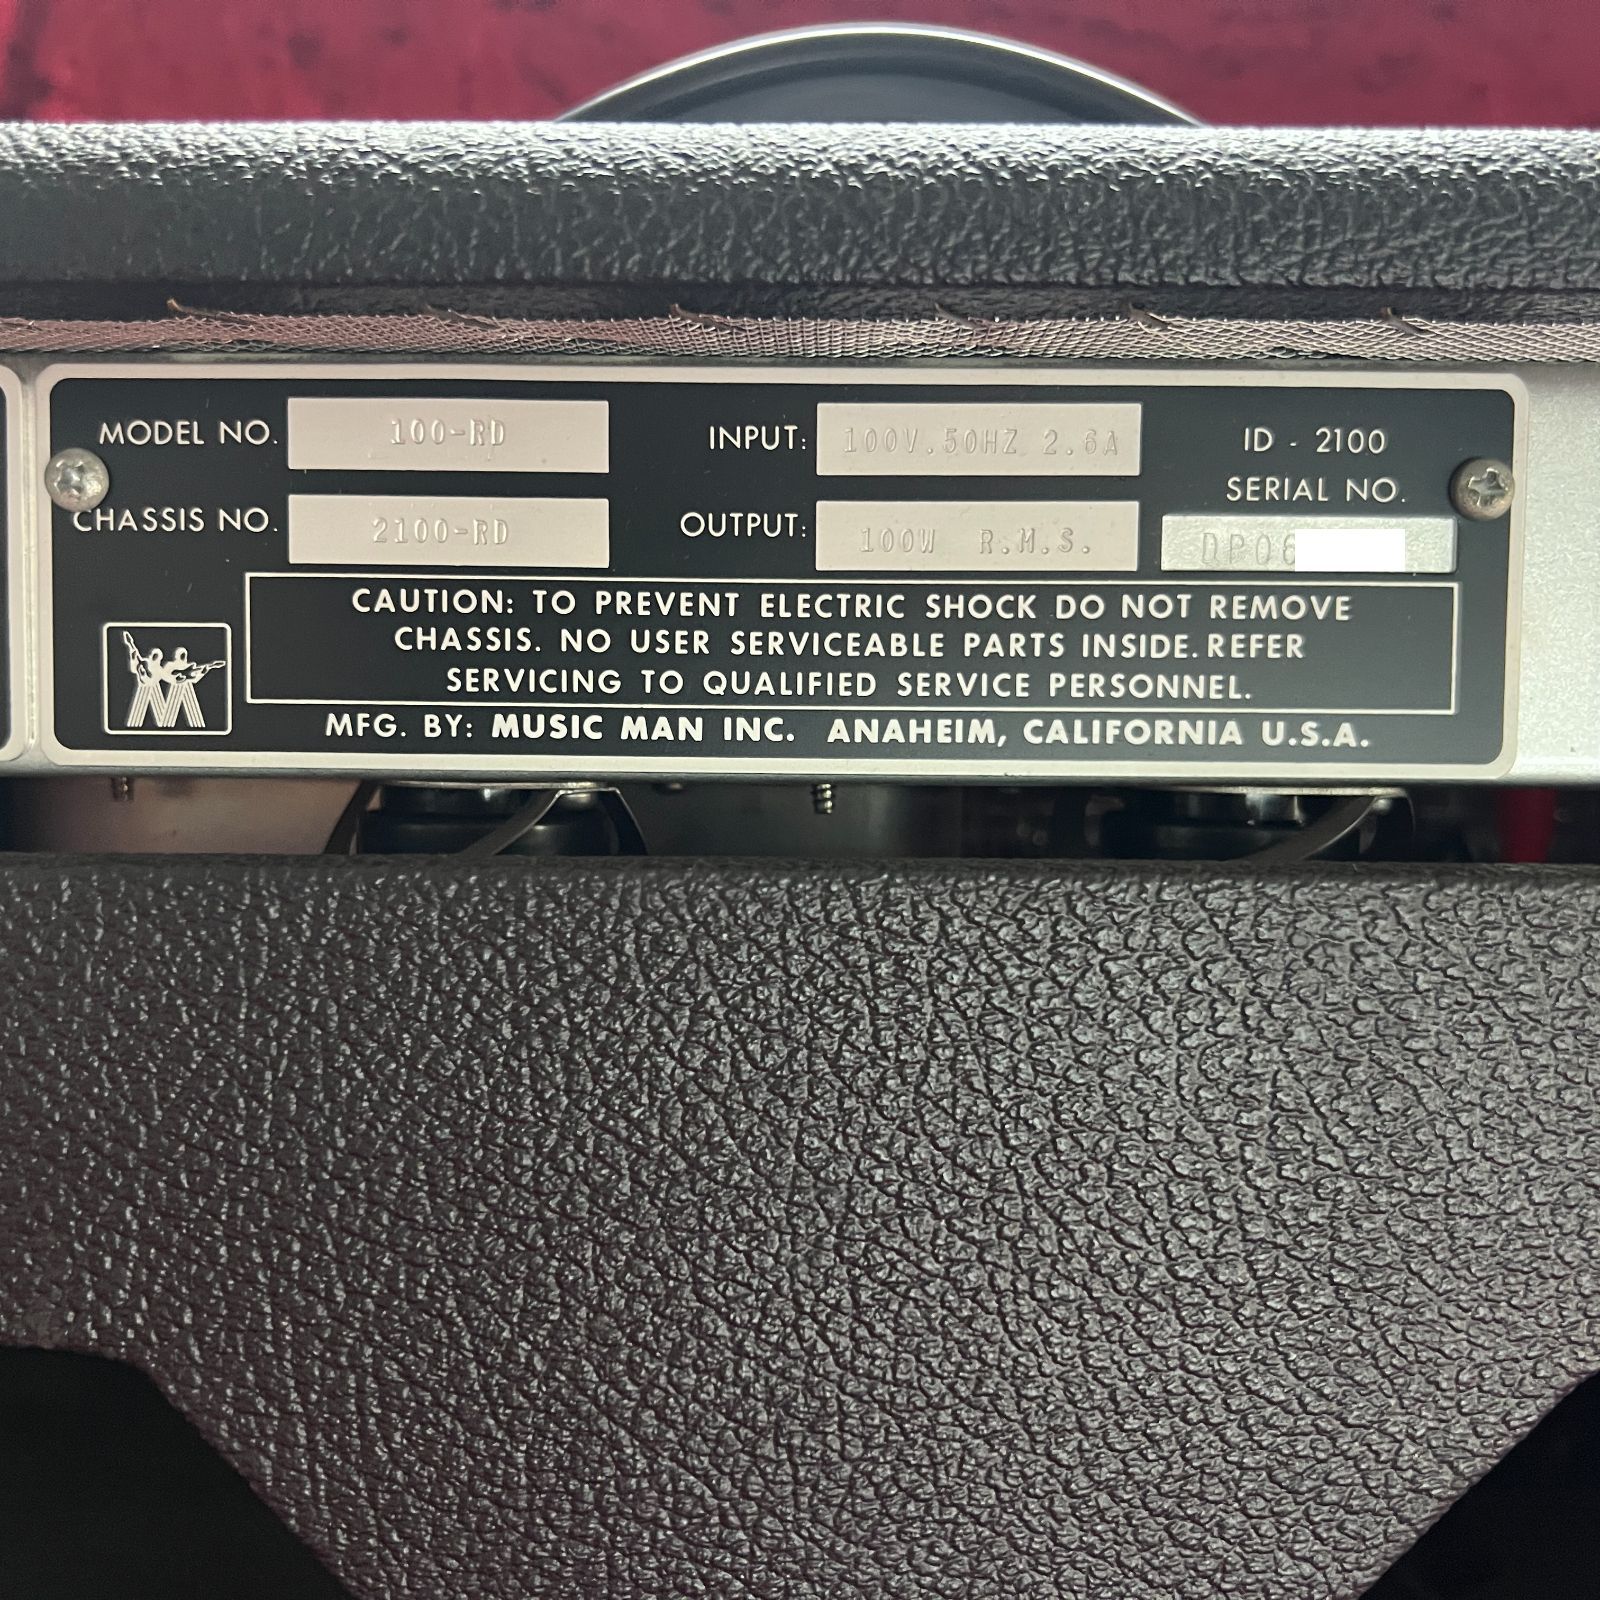 MODEL NO. 100-RD
INPUT: 100V.50HZ 2.6A
ID - 2100
SERIAL NO.
CHASSIS NO. 2100-RD
OUTPUT: 100W R.M.S.
DP06
CAUTION: TO PREVENT ELECTRIC SHOCK DO NOT REMOVE
CHASSIS. NO USER SERVICEABLE PARTS INSIDE. REFER
SERVICING TO QUALIFIED SERVICE PERSONNEL.
MFG. BY: MUSIC MAN INC. ANAHEIM, CALIFORNIA U.S.A.